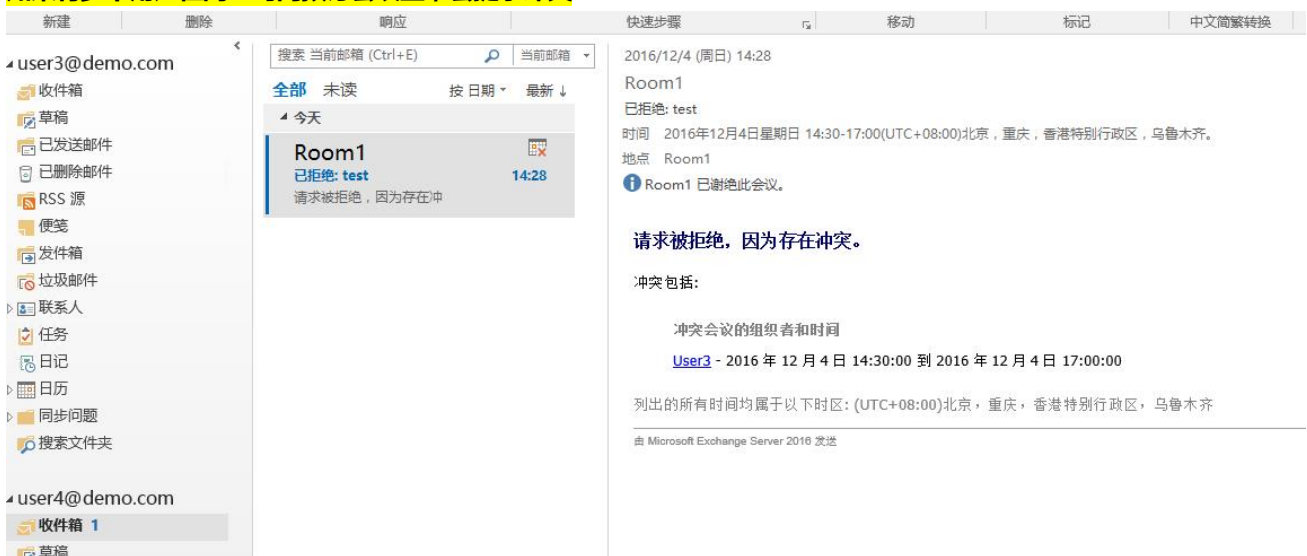 新建 删除 响应 快速步骤 移动 标记 中文简繁转换
user3@demo.com
收件箱
草稿
已发送邮件
已删除邮件
RSS 源
便笺
发件箱
垃圾邮件
联系人
任务
日记
日历
同步问题
搜索文件夹
user4@demo.com
收件箱 1
草稿
搜索 当前邮箱 (Ctrl+E) 当前邮箱
全部 未读 按 日期 最新 ↓
今天
Room1
已拒绝: test 14:28
请求被拒绝，因为存在冲
2016/12/4 (周日) 14:28
Room1
已拒绝: test
时间 2016年12月4日星期日 14:30-17:00(UTC+08:00)北京，重庆，香港特别行政区，乌鲁木齐。
地点 Room1
Room1 已谢绝此会议。
请求被拒绝，因为存在冲突。
冲突包括:
冲突会议的组织者和时间
User3 - 2016 年 12 月 4 日 14:30:00 到 2016 年 12 月 4 日 17:00:00
列出的所有时间均属于以下时区: (UTC+08:00)北京，重庆，香港特别行政区，乌鲁木齐
由 Microsoft Exchange Server 2016 发送